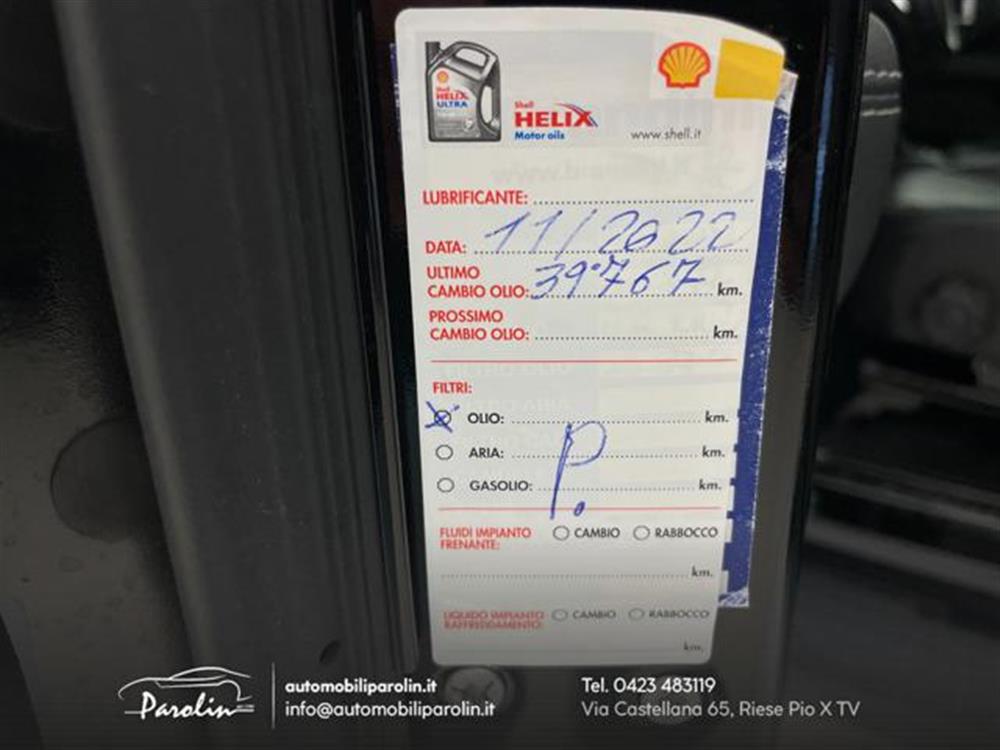 Shell
HELIX
ULTRA
Shell
HELIX
Motor oils
www.shell.it
LUBRIFICANTE:
DATA: 11/2022
ULTIMO
CAMBIO OLIO: 39.767 km.
PROSSIMO
CAMBIO OLIO: km.
FILTRI:
OLIO: km.
ARIA: km.
P.
GASOLIO: km.
FLUIDI IMPIANTO FRENANTE: CAMBIO RABBOCCO
km.
LIQUIDO IMPIANTO RAFFREDDAMENTO: CAMBIO RABBOCCO
km.
Parolin
automobiliparolin.it
info@automobiliparolin.it
Tel. 0423 483119
Via Castellana 65, Riese Pio X TV